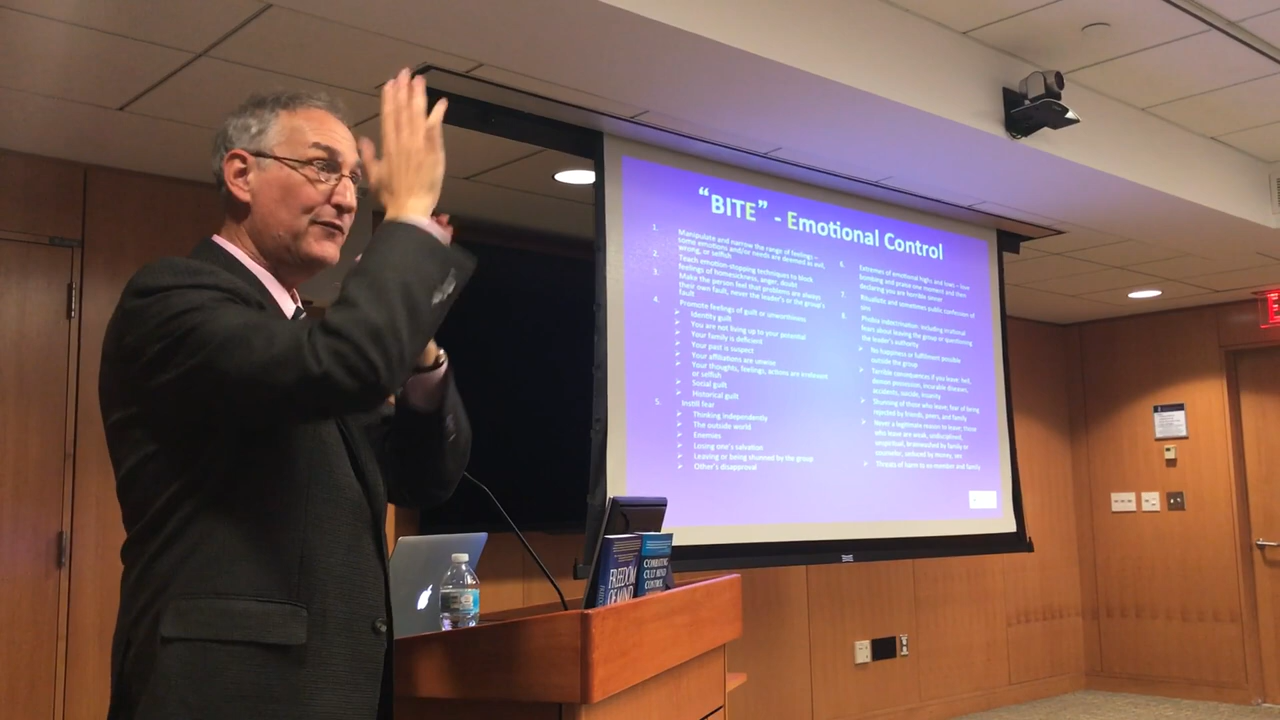 “BITE” - Emotional Control
1. Manipulate and narrow the range of feelings –
some emotions and/or needs are deemed as evil,
wrong, or selfish
2. Teach emotion-stopping techniques to block
feelings of homesickness, anger, doubt
3. Make the person feel that problems are always
their own fault, never the leader's or the group's
fault
4. Promote feelings of guilt or unworthiness
Identity guilt
You are not living up to your potential
Your family is deficient
Your past is suspect
Your affiliations are unwise
Your thoughts, feelings, actions are irrelevant
or selfish
Social guilt
Historical guilt
5. Instill fear
Thinking independently
The outside world
Enemies
Losing one's salvation
Leaving or being shunned by the group
Other's disapproval
6. Extremes of emotional highs and lows – love
bombing and praise one moment and then
declaring you are horrible sinner
7. Ritualistic and sometimes public confession of
sins
8. Phobia indoctrination: including irrational
fears about leaving the group or questioning
the leader's authority
No happiness or fulfillment possible
outside the group
Terrible consequences if you leave: hell,
demon possession, incurable diseases,
accidents, suicide, insanity
Shunning of those who leave; fear of being
rejected by friends, peers, and family
Never a legitimate reason to leave; those
who leave are weak, undisciplined,
unspiritual, brainwashed by family or
counselor, seduced by money, sex
Threats of harm to ex-member and family
FREEDOM
OF MIND
COMBATING
CULT MIND
CONTROL